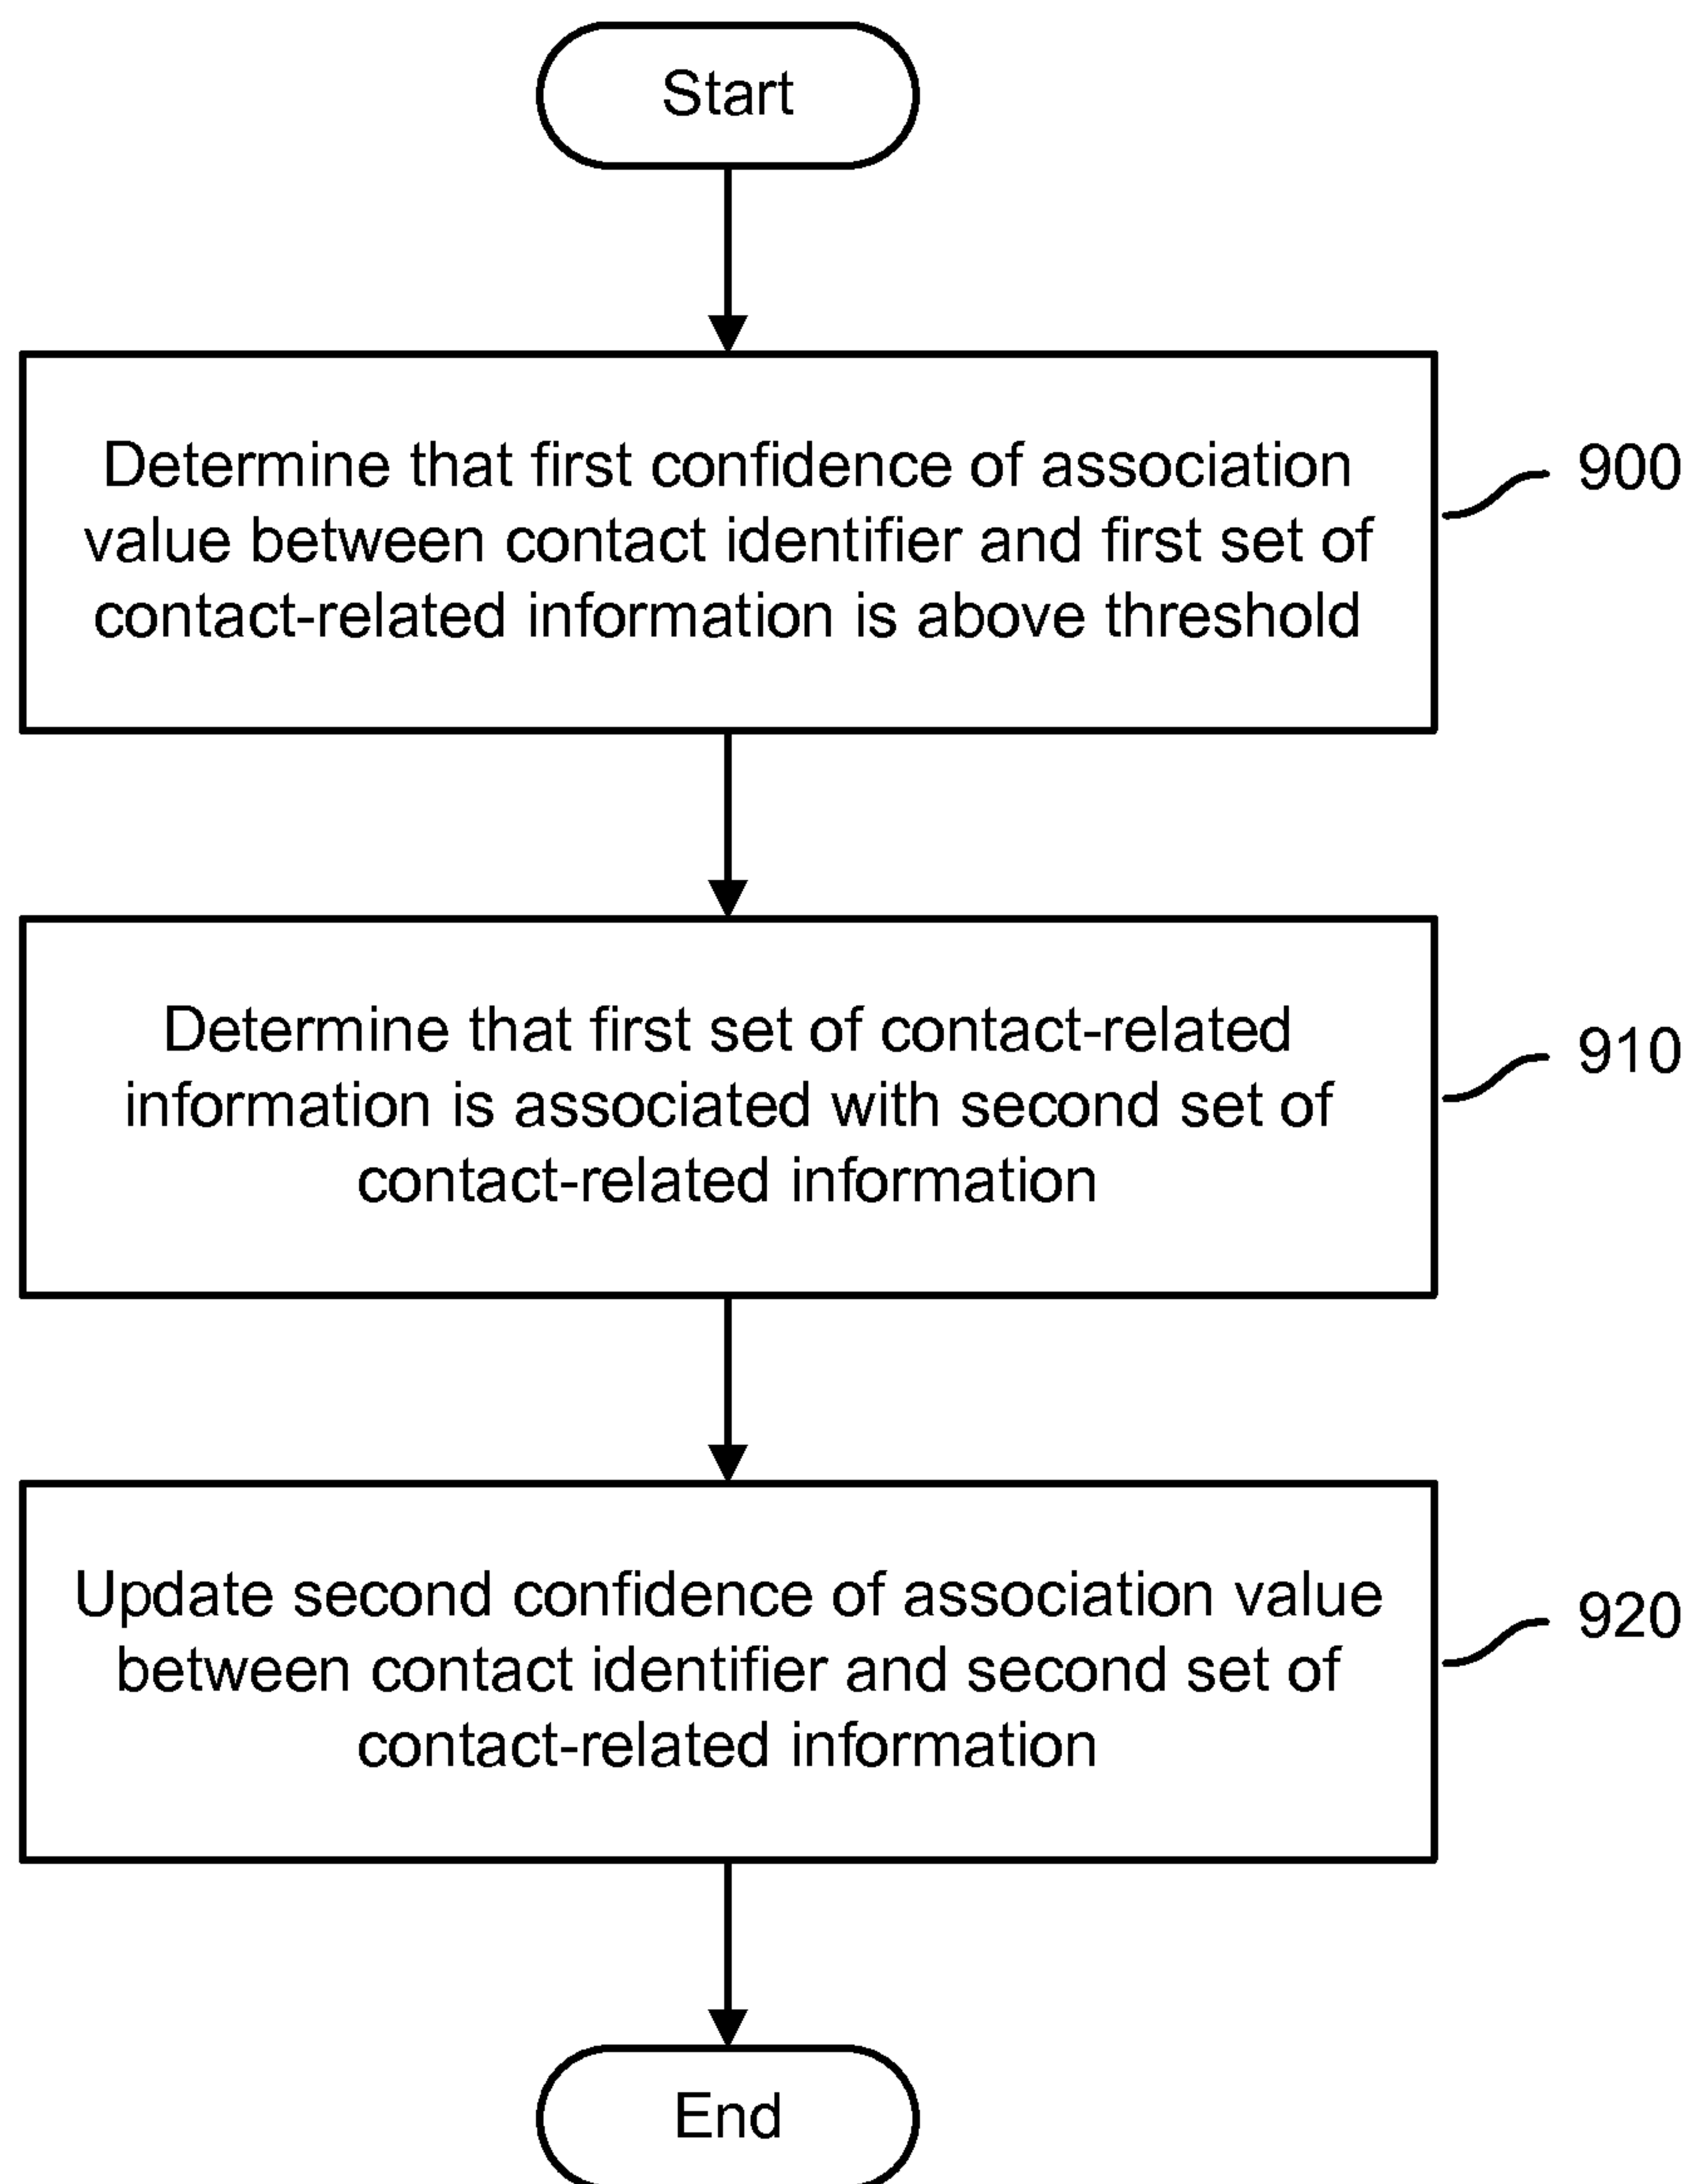 Start
Determine that first confidence of association
value between contact identifier and first set of
contact-related information is above threshold
900
Determine that first set of contact-related
information is associated with second set of
contact-related information
910
Update second confidence of association value
between contact identifier and second set of
contact-related information
920
End